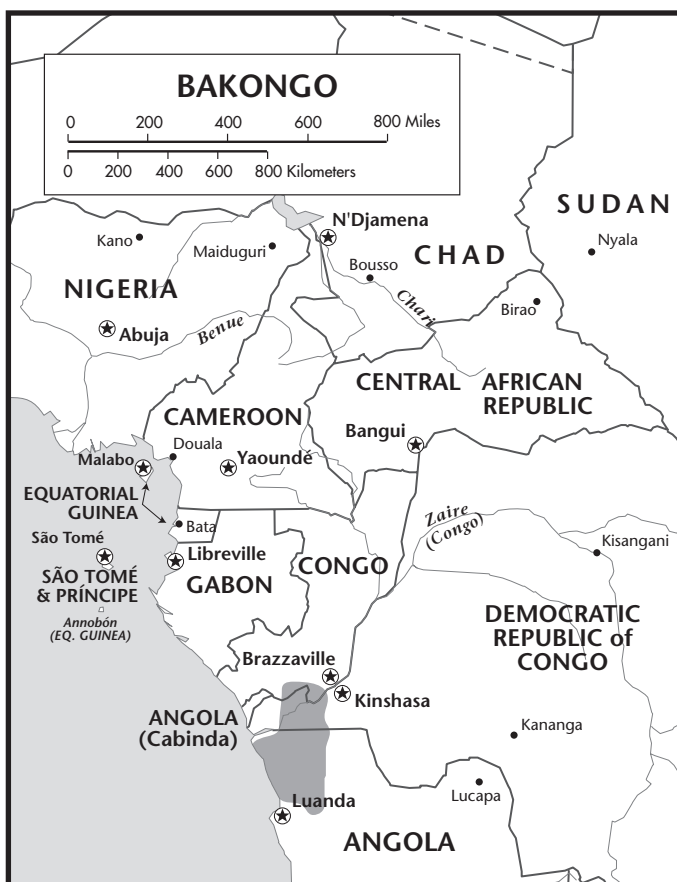 BAKONGO
0 200 400 600 800 Miles
0 200 400 600 800 Kilometers
SUDAN
Nyala
N'Djamena
CHAD
Kano
Maiduguri
Bousso
NIGERIA
Chari
Birao
Abuja
Benue
CENTRAL AFRICAN
REPUBLIC
CAMEROON
Bangui
Douala
Malabo
Yaoundé
EQUATORIAL
GUINEA
Bata
Zaire
(Congo)
Kisangani
São Tomé
Libreville
CONGO
SÃO TOMÉ
& PRÍNCIPE
GABON
Annobón
(EQ. GUINEA)
DEMOCRATIC
REPUBLIC of
CONGO
Brazzaville
Kinshasa
ANGOLA
(Cabinda)
Kananga
Lucapa
Luanda
ANGOLA